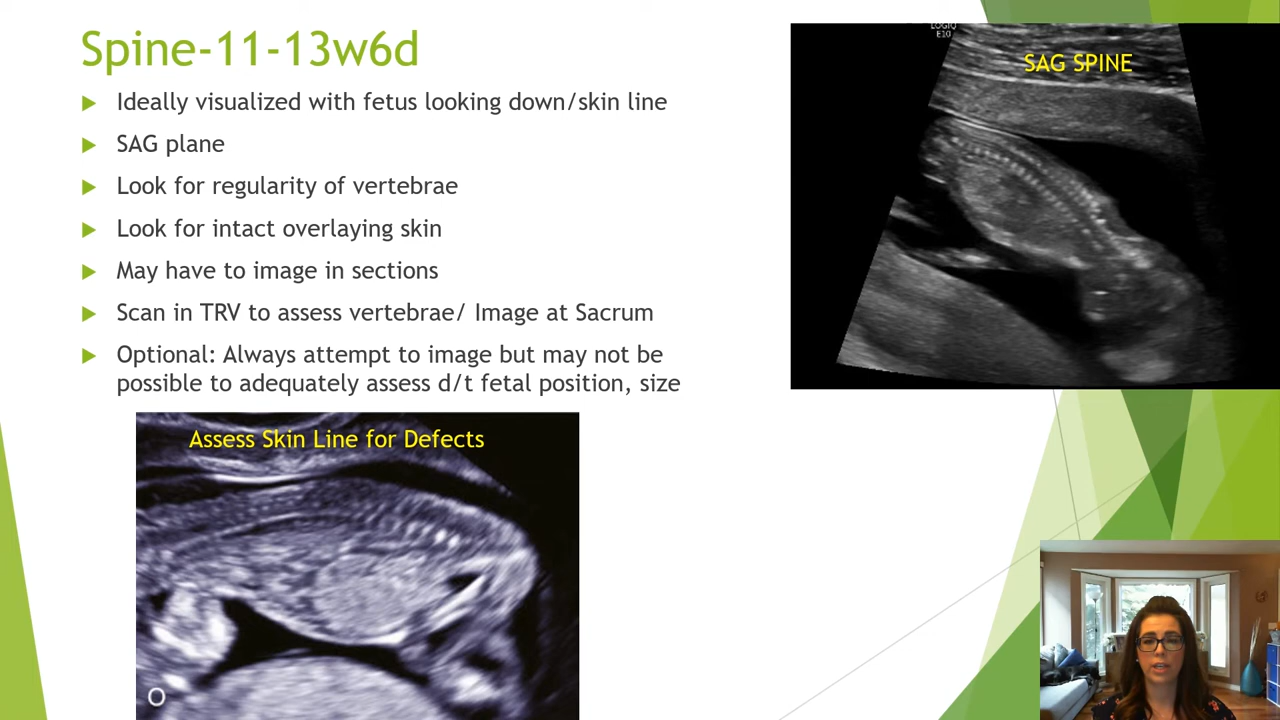 Spine-11-13w6d
Ideally visualized with fetus looking down/skin line
SAG plane
Look for regularity of vertebrae
Look for intact overlaying skin
May have to image in sections
Scan in TRV to assess vertebrae/ Image at Sacrum
Optional: Always attempt to image but may not be
possible to adequately assess d/t fetal position, size
LOGIQ
E10
SAG SPINE
Assess Skin Line for Defects
O